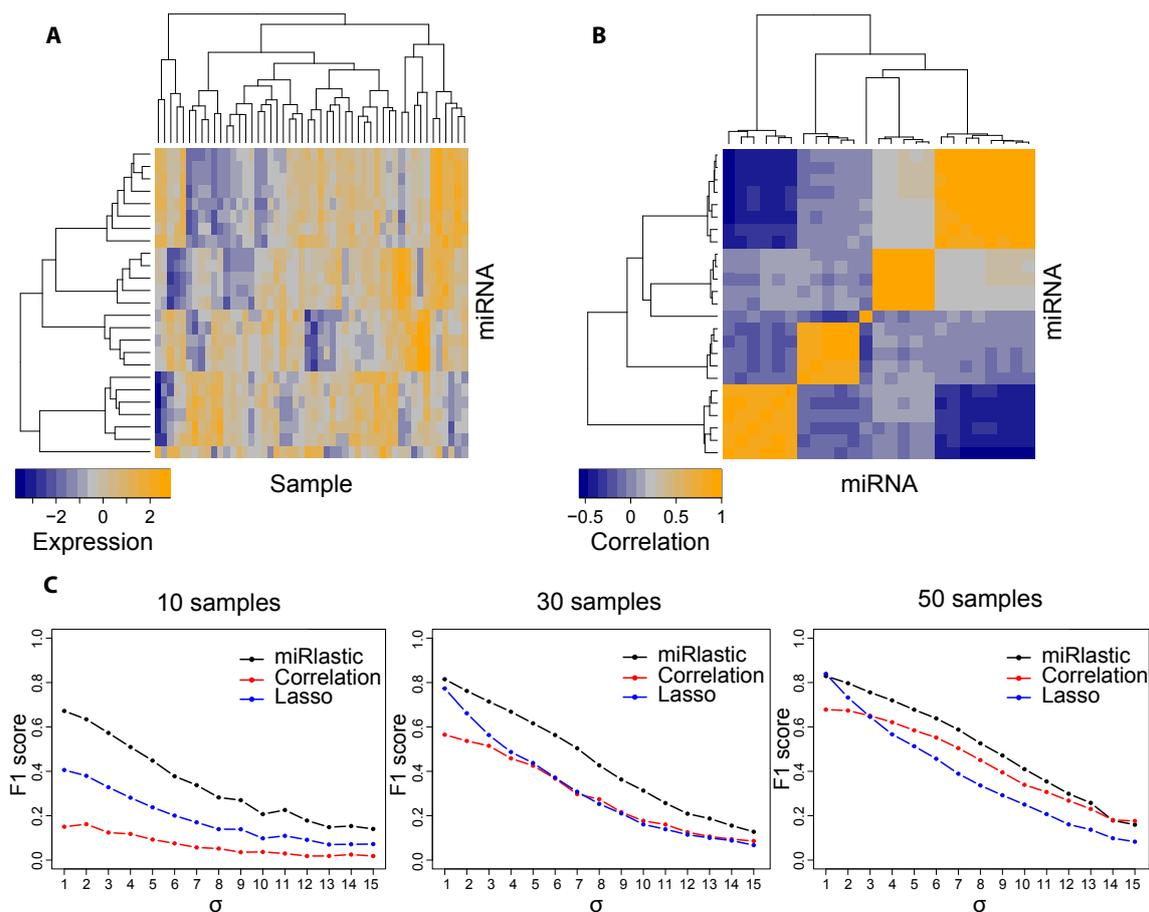 A
B
miRNA
miRNA
Sample
miRNA
−2 0 2
−0.5 0 0.5 1
Expression
Correlation
C
10 samples
30 samples
50 samples
F1 score
0.0 0.2 0.4 0.6 0.8 1.0
miRlastic
Correlation
Lasso
1 2 3 4 5 6 7 8 9 10 11 12 13 14 15
σ
F1 score
0.0 0.2 0.4 0.6 0.8 1.0
miRlastic
Correlation
Lasso
1 2 3 4 5 6 7 8 9 10 11 12 13 14 15
σ
F1 score
0.0 0.2 0.4 0.6 0.8 1.0
miRlastic
Correlation
Lasso
1 2 3 4 5 6 7 8 9 10 11 12 13 14 15
σ